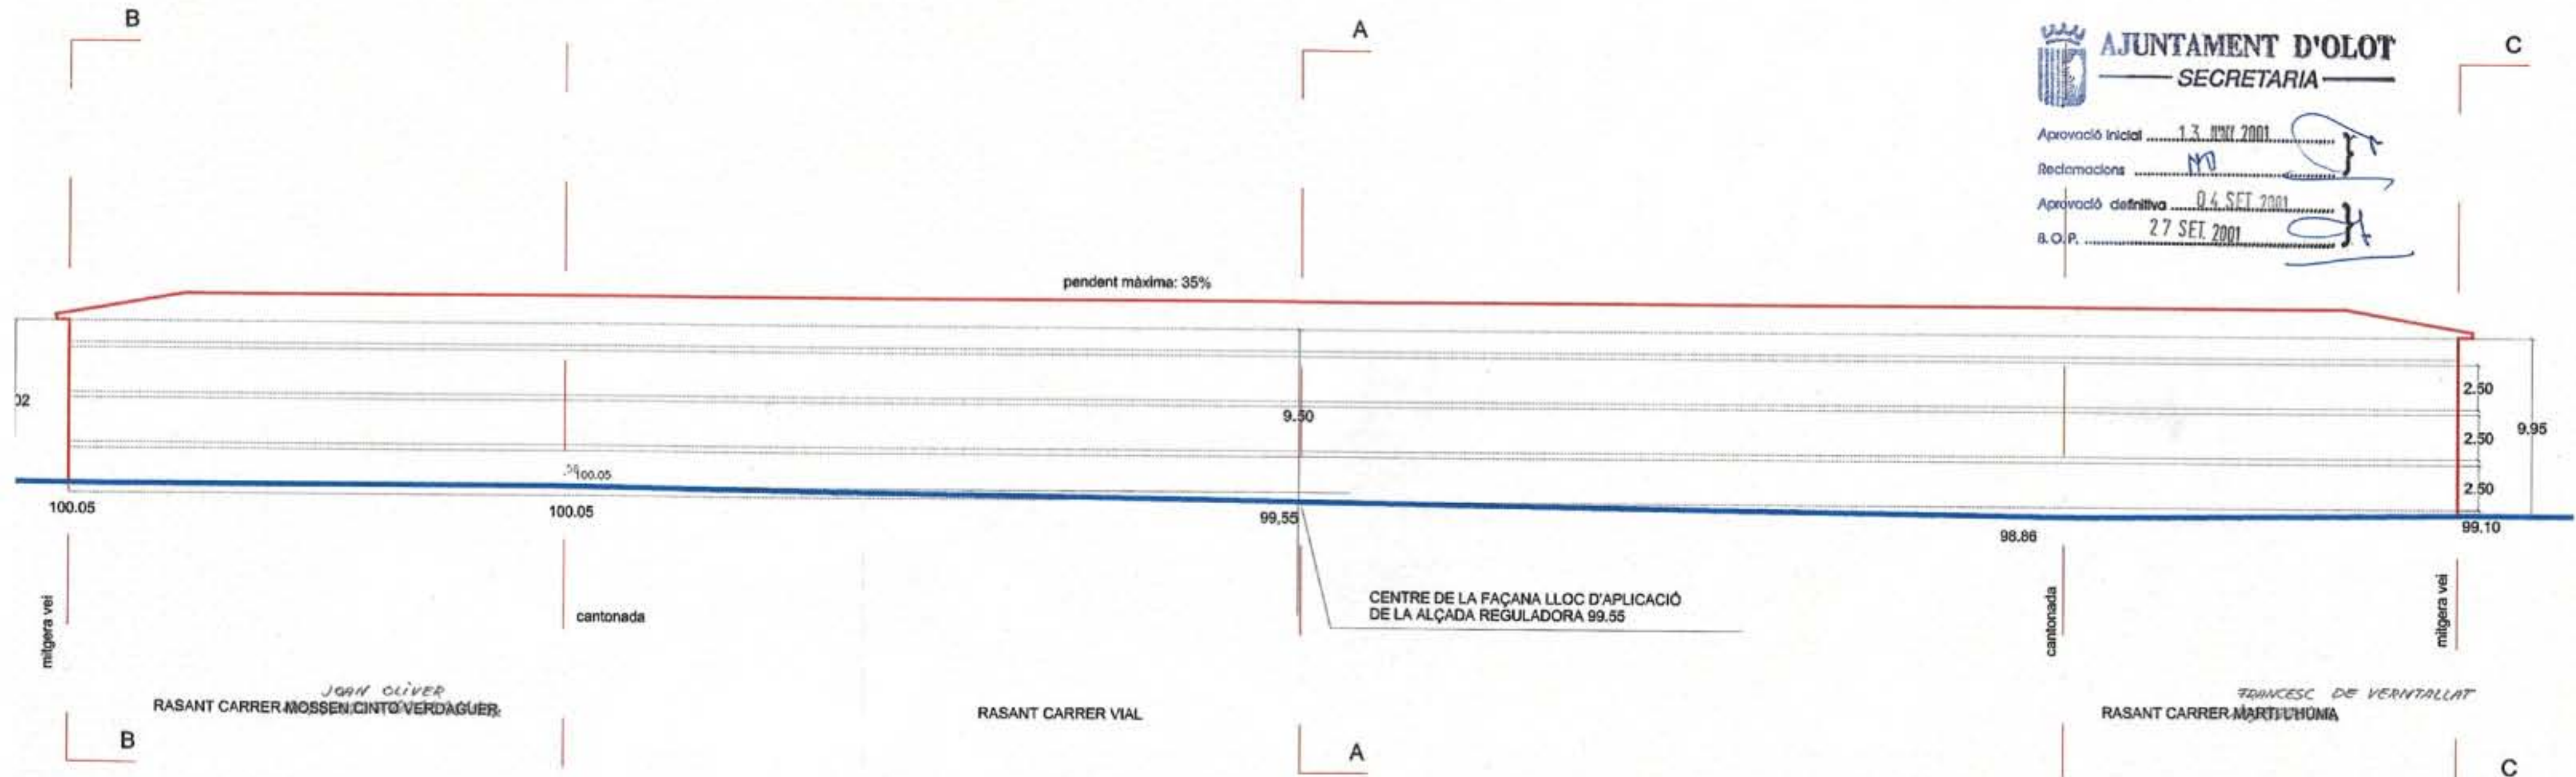 B
A
C
AJUNTAMENT D'OLOT
SECRETARIA
Aprovació inicial 13 JUNY 2001
Reclamacions NO
Aprovació definitiva 04 SET 2001
B.O.P. 27 SET. 2001
pendent màxima: 35%
02
9.50
2.50
2.50
2.50
9.95
100.05
100.05
100.05
99,55
98.86
99.10
mitgera vei
cantonada
CENTRE DE LA FAÇANA LLOC D'APLICACIÓ
DE LA ALÇADA REGULADORA 99.55
cantonada
mitgera vei
JOAN OLIVER
RASANT CARRER MOSSEN CINTO VERDAGUER
RASANT CARRER VIAL
FRANCESC DE VERNTALLAT
RASANT CARRER MARTI
B
A
C